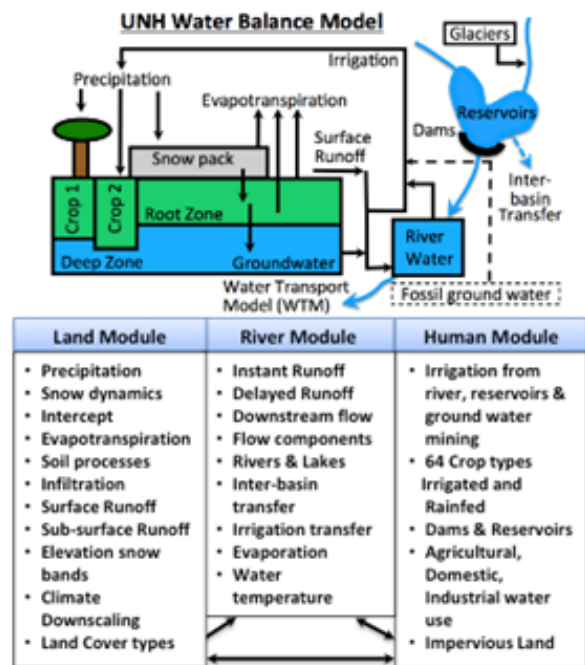 UNH Water Balance Model
Glaciers
Irrigation
Precipitation
Evapotranspiration
Reservoirs
Dams
Surface
Runoff
Snow pack
Inter-
basin
Transfer
Crop 1
Crop 2
Root Zone
River
Water
Deep Zone
Groundwater
Water Transport
Model (WTM)
Fossil ground water
Land Module
• Precipitation
• Snow dynamics
• Intercept
• Evapotranspiration
• Soil processes
• Infiltration
• Surface Runoff
• Sub-surface Runoff
• Elevation snow
bands
• Climate
Downscaling
• Land Cover types
River Module
• Instant Runoff
• Delayed Runoff
• Downstream flow
• Flow components
• Rivers & Lakes
• Inter-basin
transfer
• Irrigation transfer
• Evaporation
• Water
temperature
Human Module
• Irrigation from
river, reservoirs &
ground water
mining
• 64 Crop types
Irrigated and
Rainfed
• Dams & Reservoirs
• Agricultural,
Domestic,
Industrial water
use
• Impervious Land